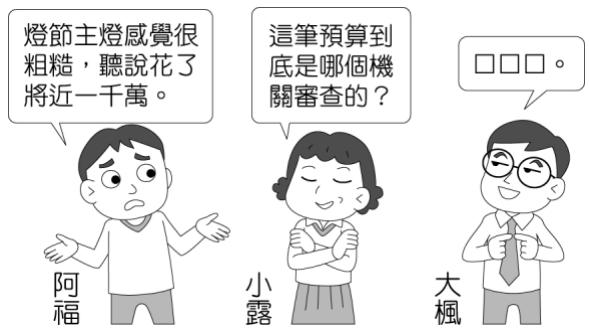 燈節主燈感覺很
粗糙，聽說花了
將近一千萬。
這筆預算到
底是哪個機
關審查的？
□□□。
阿福
小露
大楓